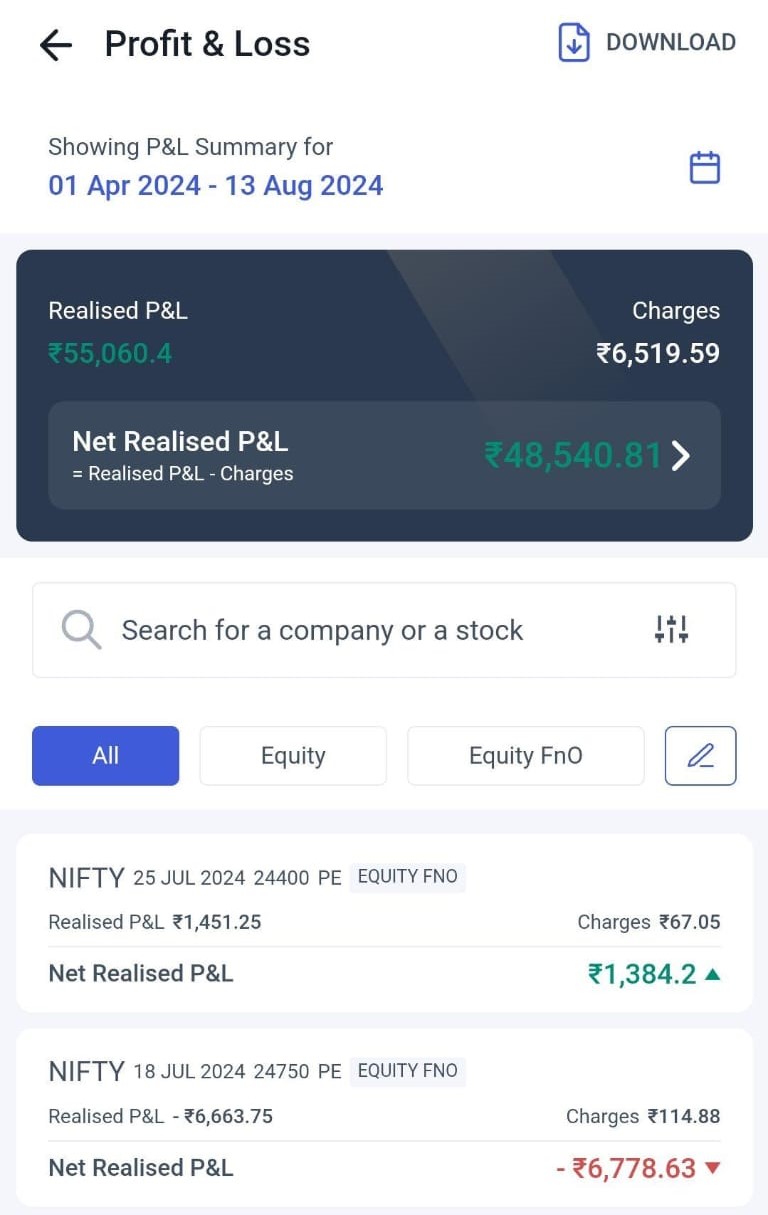 Profit & Loss
DOWNLOAD
Showing P&L Summary for
01 Apr 2024 - 13 Aug 2024
Realised P&L Charges
₹55,060.4 ₹6,519.59
Net Realised P&L
= Realised P&L - Charges
₹48,540.81
Search for a company or a stock
All Equity Equity FnO
NIFTY 25 JUL 2024 24400 PE EQUITY FNO
Realised P&L ₹1,451.25 Charges ₹67.05
Net Realised P&L ₹1,384.2
NIFTY 18 JUL 2024 24750 PE EQUITY FNO
Realised P&L - ₹6,663.75 Charges ₹114.88
Net Realised P&L - ₹6,778.63